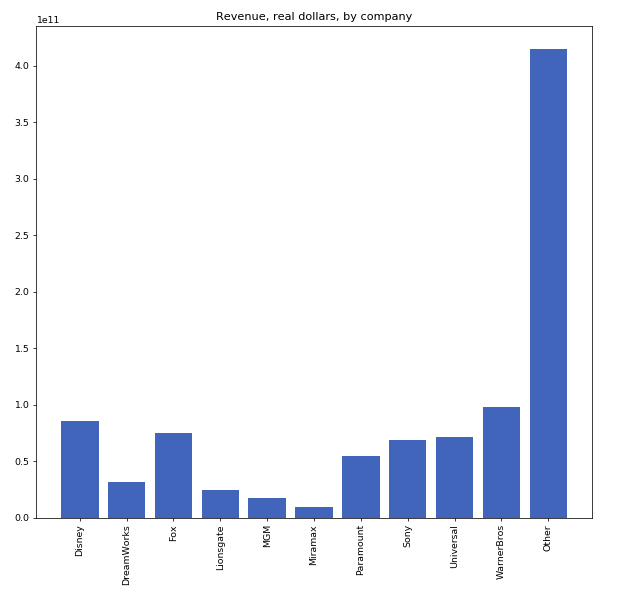 Revenue, real dollars, by company
1e11
4.0
3.5
3.0
2.5
2.0
1.5
1.0
0.5
0.0
Disney
DreamWorks
Fox
Lionsgate
MGM
Miramax
Paramount
Sony
Universal
WarnerBros
Other